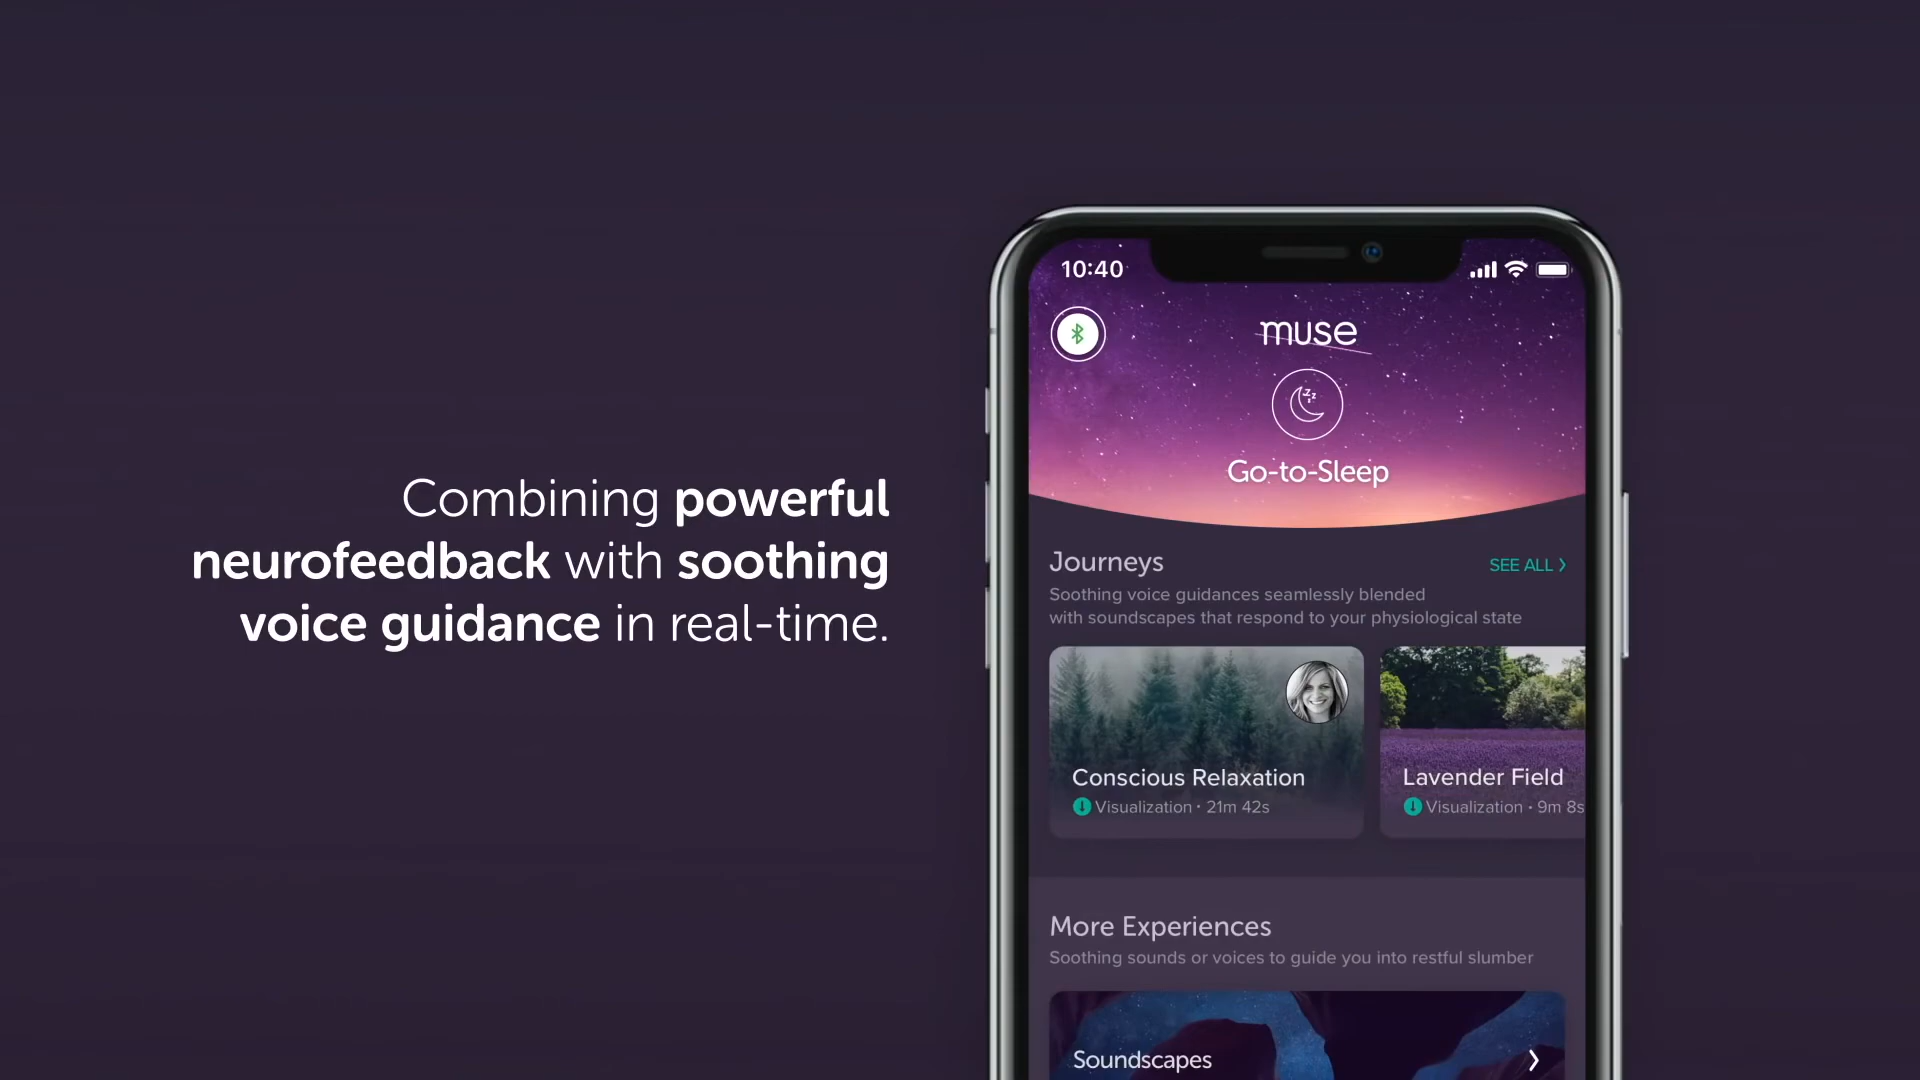 Combining powerful
neurofeedback with soothing
voice guidance in real-time.
10:40
muse
Go-to-Sleep
Journeys
SEE ALL
Soothing voice guidances seamlessly blended
with soundscapes that respond to your physiological state
Conscious Relaxation
Visualization · 21m 42s
Lavender Field
Visualization · 9m 8s
More Experiences
Soothing sounds or voices to guide you into restful slumber
Soundscapes